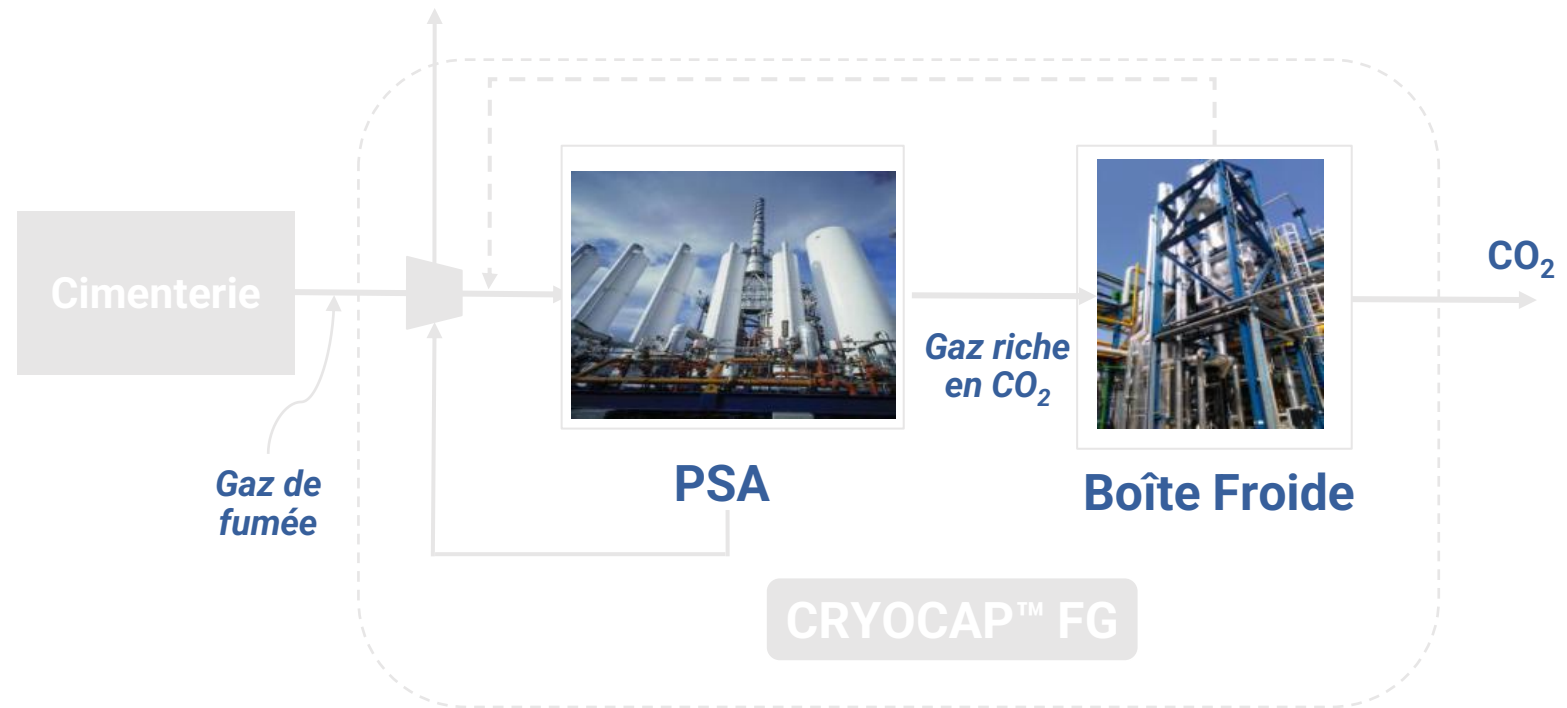 Cimenterie
Gaz de
fumée
PSA
Gaz riche
en CO₂
Boîte Froide
CO₂
CRYOCAP™ FG